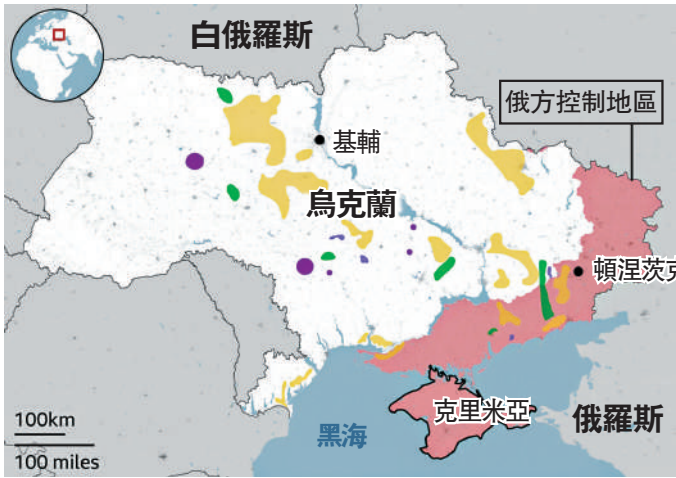 白俄羅斯
俄方控制地區
基輔
烏克蘭
頓涅茨克
克里米亞
俄羅斯
黑海
100km
100 miles